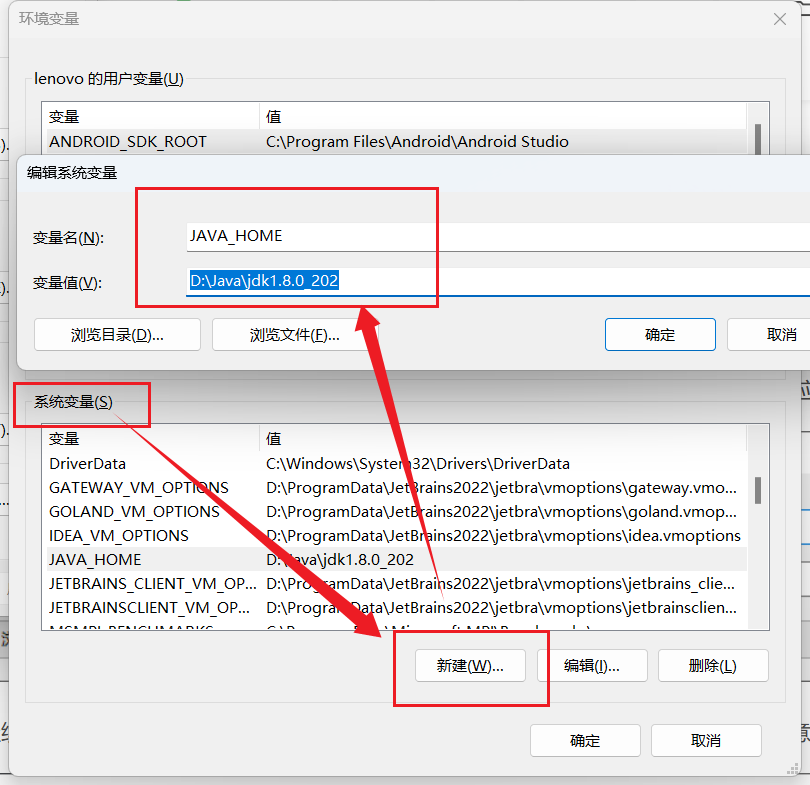 环境变量
lenovo 的用户变量(U)
变量 值
ANDROID_SDK_ROOT C:\Program Files\Android\Android Studio
编辑系统变量
变量名(N): JAVA_HOME
变量值(V): D:\Java\jdk1.8.0_202
浏览目录(D)... 浏览文件(F)... 确定 取消
系统变量(S)
变量 值
DriverData C:\Windows\System32\Drivers\DriverData
GATEWAY_VM_OPTIONS D:\ProgramData\JetBrains2022\jetbra\vmoptions\gateway.vmo...
GOLAND_VM_OPTIONS D:\ProgramData\JetBrains2022\jetbra\vmoptions\goland.vmop...
IDEA_VM_OPTIONS D:\ProgramData\JetBrains2022\jetbra\vmoptions\idea.vmoptions
JAVA_HOME D:\Java\jdk1.8.0_202
JETBRAINS_CLIENT_VM_OP... D:\ProgramData\JetBrains2022\jetbra\vmoptions\jetbrains_clie...
JETBRAINSCLIENT_VM_OP... D:\ProgramData\JetBrains2022\jetbra\vmoptions\jetbrainsclien...
新建(W)... 编辑(I)... 删除(L)
确定 取消